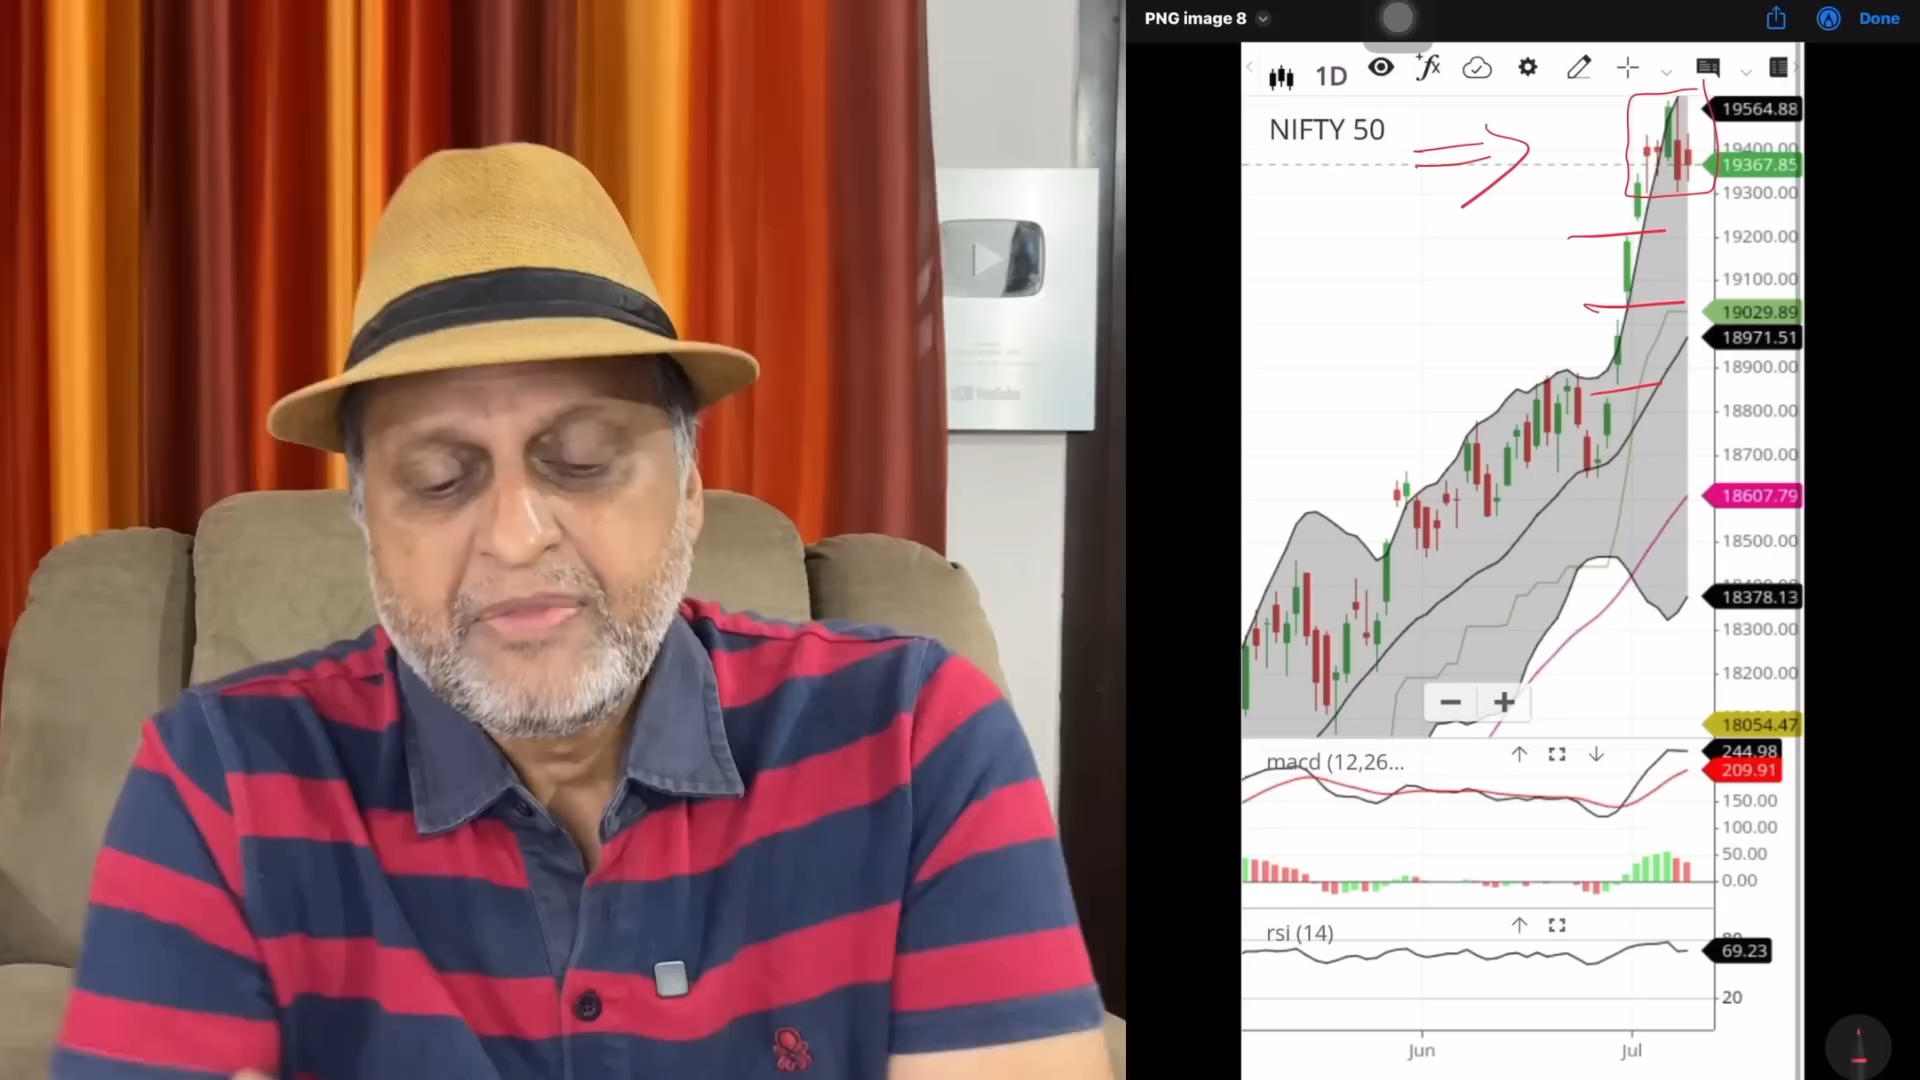 PNG image 8
Done
1D
fx
NIFTY 50
19564.88
19400.00
19367.85
19300.00
19200.00
19100.00
19029.89
18971.51
18900.00
18800.00
18700.00
18607.79
18500.00
18378.13
18300.00
18200.00
18054.47
macd (12,26...
244.98
209.91
150.00
100.00
50.00
0.00
rsi (14)
69.23
20
Jun
Jul
YouTube